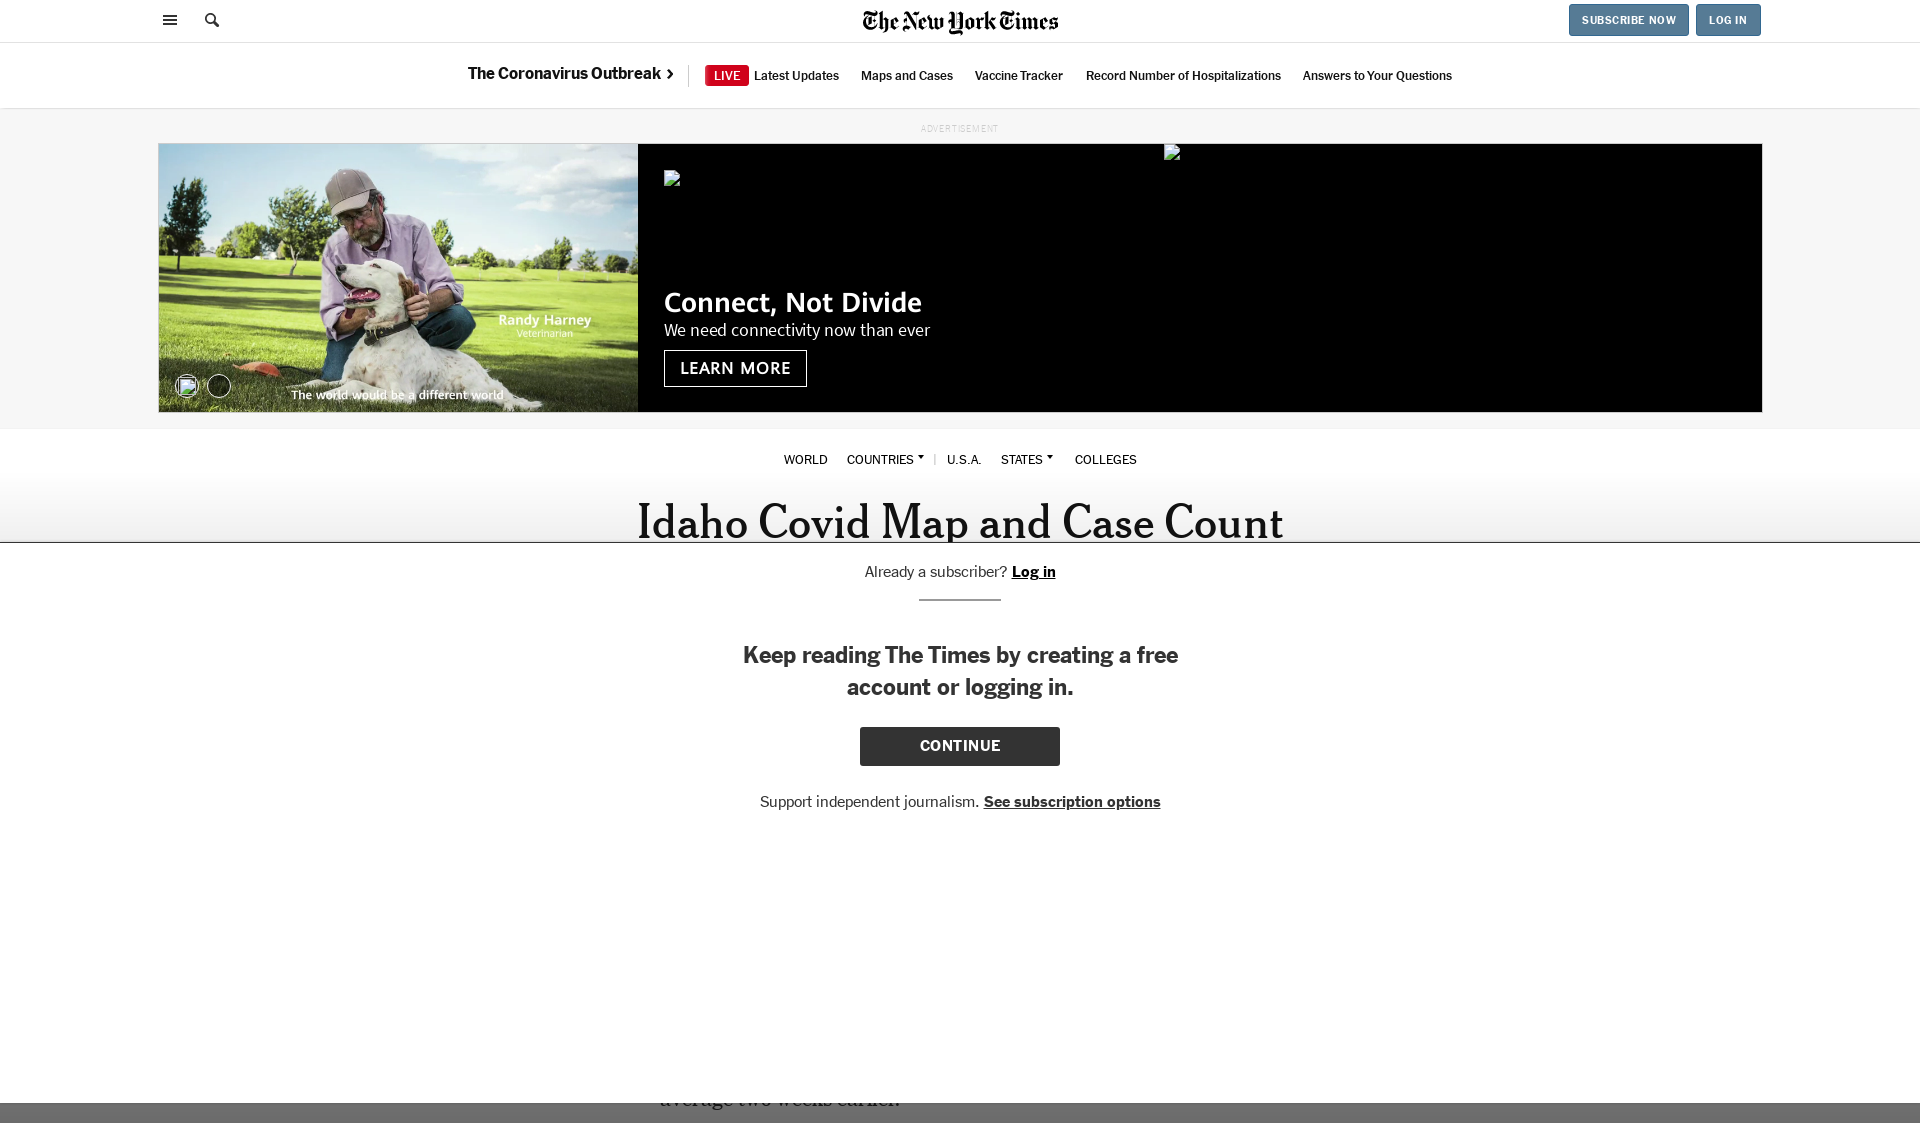 The New York Times
SUBSCRIBE NOW
LOG IN
The Coronavirus Outbreak
LIVE Latest Updates
Maps and Cases
Vaccine Tracker
Record Number of Hospitalizations
Answers to Your Questions
ADVERTISEMENT
Randy Harney
Veterinarian
The world would be a different world
Connect, Not Divide
We need connectivity now than ever
LEARN MORE
WORLD
COUNTRIES
U.S.A.
STATES
COLLEGES
Idaho Covid Map and Case Count
Already a subscriber? Log in
Keep reading The Times by creating a free
account or logging in.
CONTINUE
Support independent journalism. See subscription options
average two weeks earlier.